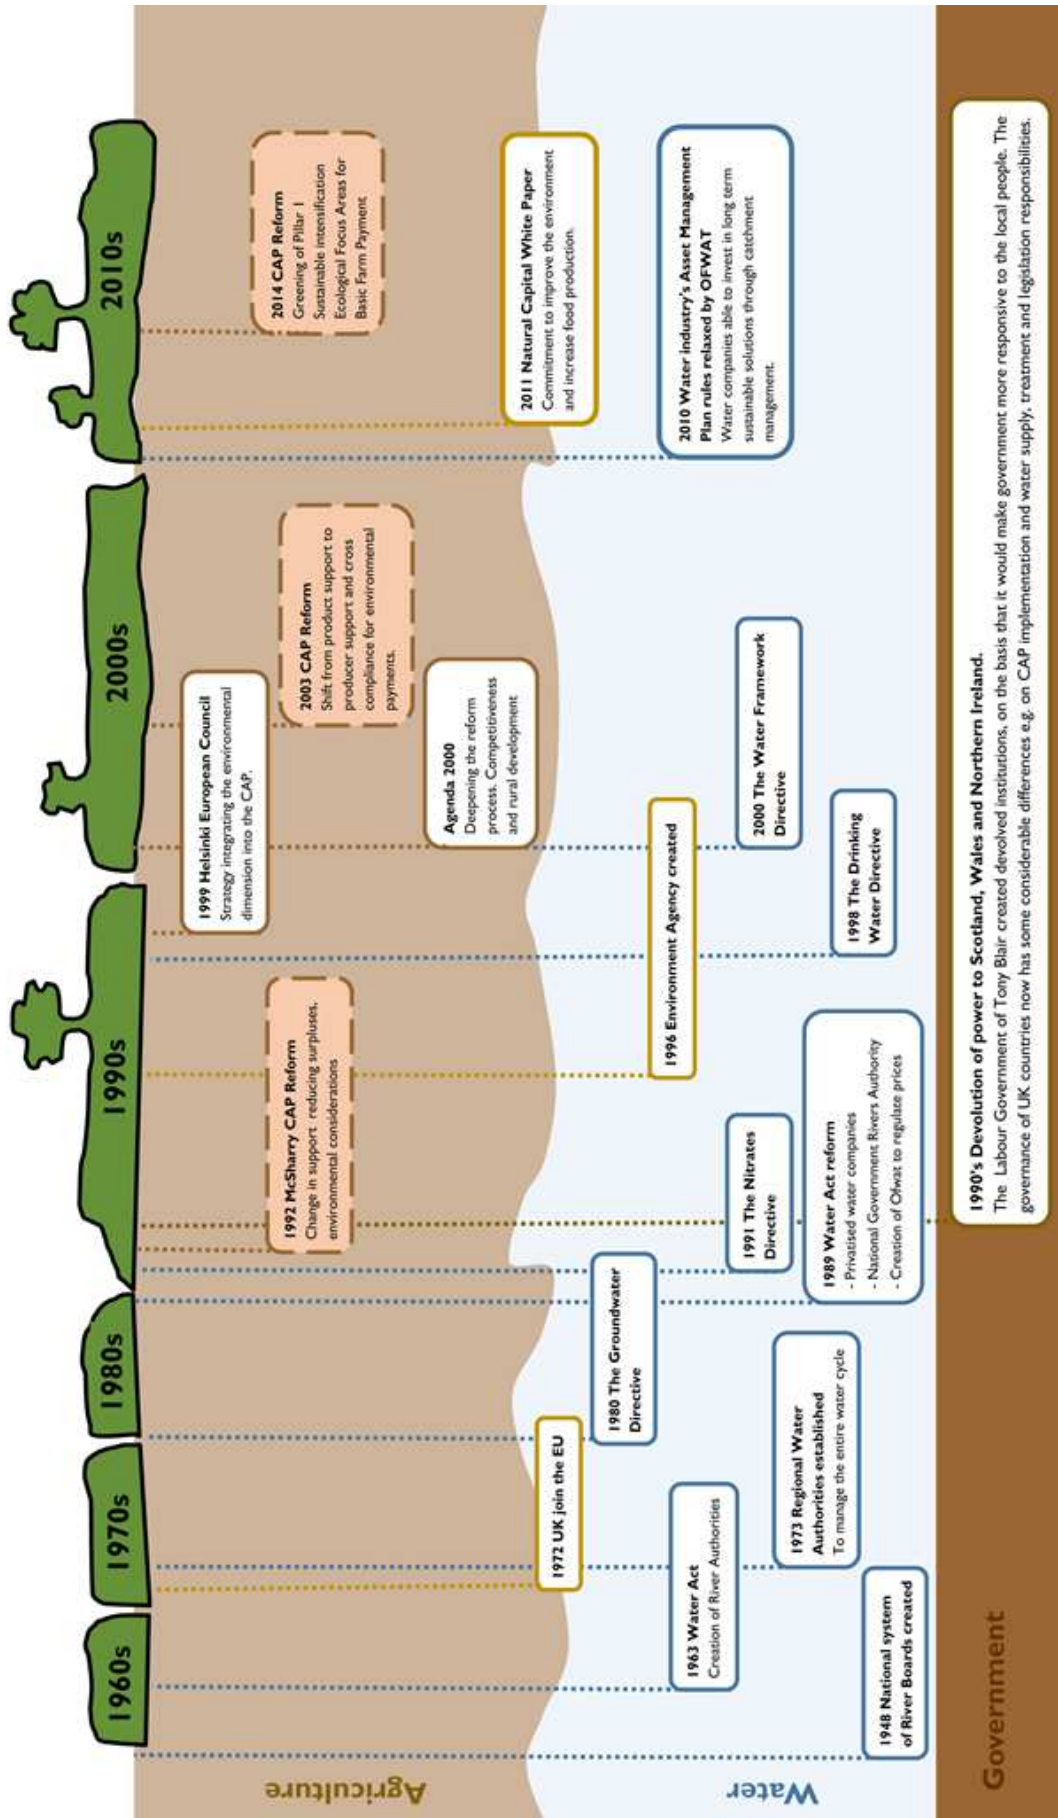 1960s
1970s
1980s
1990s
2000s
2010s
Agriculture
1992 McSharry CAP Reform
Change in support reducing surpluses,
environmental considerations
1999 Helsinki European Council
Strategy integrating the environmental
dimension into the CAP.
2003 CAP Reform
Shift from product support to
producer support and cross
compliance for environmental
payments.
Agenda 2000
Deepening the reform
process. Competitiveness
and rural development
2014 CAP Reform
Greening of Pillar 1
Sustainable intensification
Ecological Focus Areas for
Basic Farm Payment
1972 UK join the EU
2011 Natural Capital White Paper
Commitment to improve the environment
and increase food production.
Water
1948 National system
of River Boards created
1963 Water Act
Creation of River Authorities
1973 Regional Water
Authorities established
To manage the entire water cycle
1980 The Groundwater
Directive
1989 Water Act reform
- Privatised water companies
- National Government Rivers Authority
- Creation of Ofwat to regulate prices
1991 The Nitrates
Directive
1996 Environment Agency created
1998 The Drinking
Water Directive
2000 The Water Framework
Directive
2010 Water industry's Asset Management
Plan rules relaxed by OFWAT
Water companies able to invest in long term
sustainable solutions through catchment
management.
Government
1990's Devolution of power to Scotland, Wales and Northern Ireland.
The Labour Government of Tony Blair created devolved institutions, on the basis that it would make government more responsive to the local people. The
governance of UK countries now has some considerable differences e.g. on CAP implementation and water supply, treatment and legislation responsibilities.